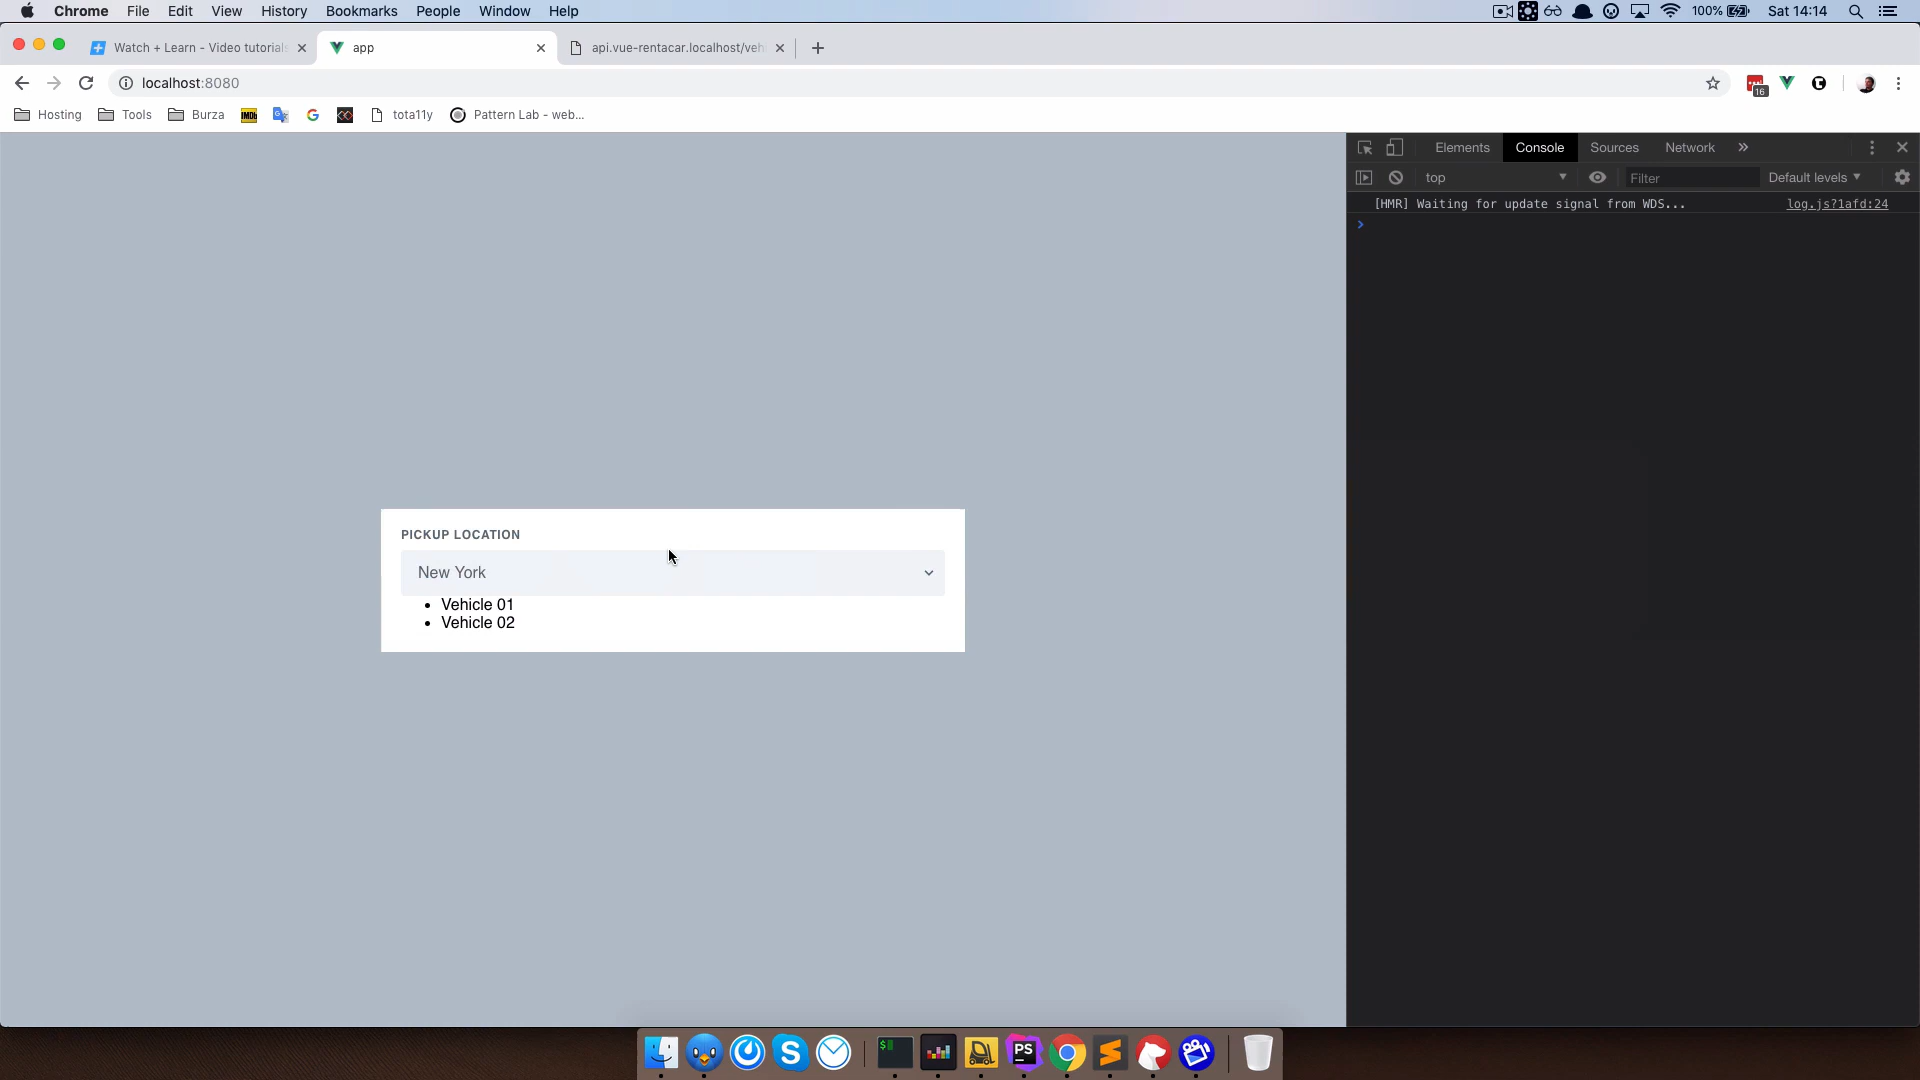 Chrome File Edit View History Bookmarks People Window Help 100% Sat 14:14
Watch + Learn - Video tutorials app api.vue-rentacar.localhost/veh
localhost:8080 16
Hosting Tools Burza IMDb tota11y Pattern Lab - web...
Elements Console Sources Network
top Filter Default levels
[HMR] Waiting for update signal from WDS... log.js?1afd:24
PICKUP LOCATION
New York
Vehicle 01
Vehicle 02
PS